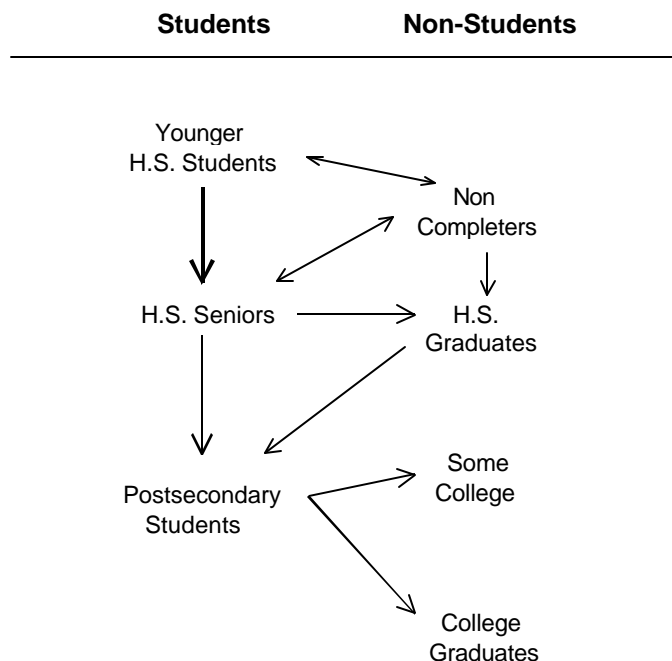 Students
Non-Students
Younger
H.S. Students
Non
Completers
H.S. Seniors
H.S.
Graduates
Postsecondary
Students
Some
College
College
Graduates